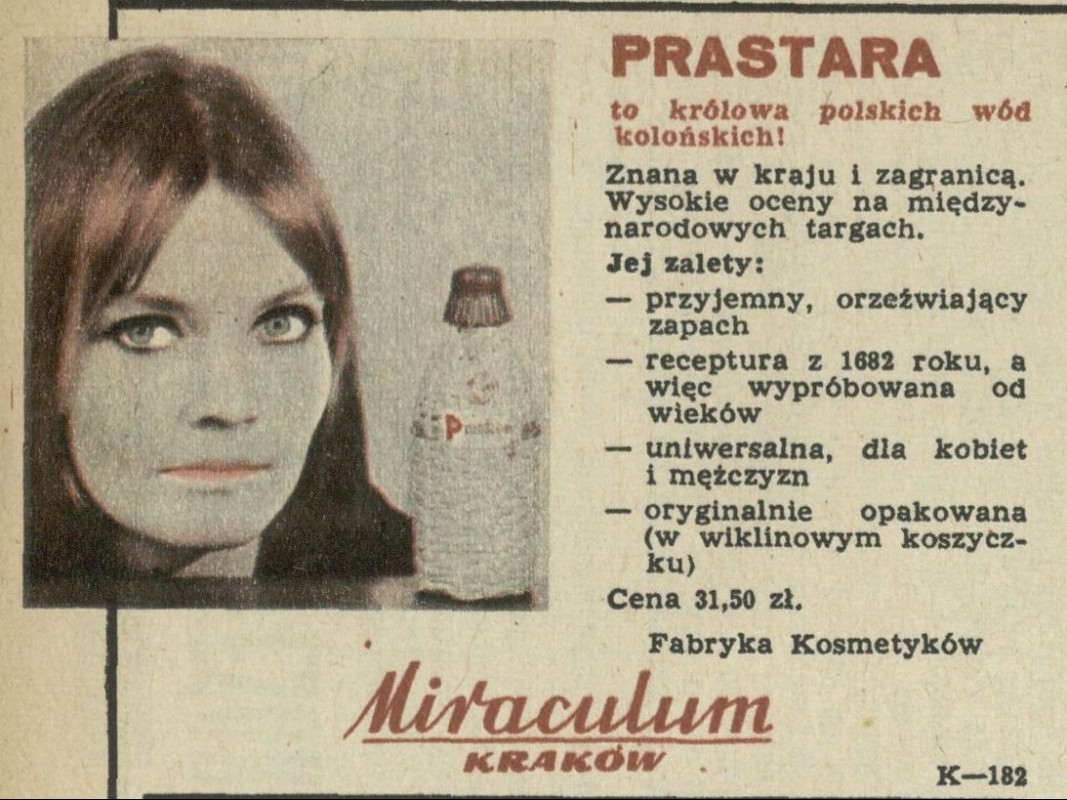 PRASTARA
to królowa polskich wód
kolońskich!
Znana w kraju i zagranicą.
Wysokie oceny na między-
narodowych targach.
Jej zalety:
— przyjemny, orzeźwiający
zapach
— receptura z 1682 roku, a
więc wypróbowana od
wieków
— uniwersalna, dla kobiet
i mężczyzn
— oryginalnie opakowana
(w wiklinowym koszycz-
ku)
Cena 31,50 zł.
Fabryka Kosmetyków
Miraculum
KRAKÓW
K—182